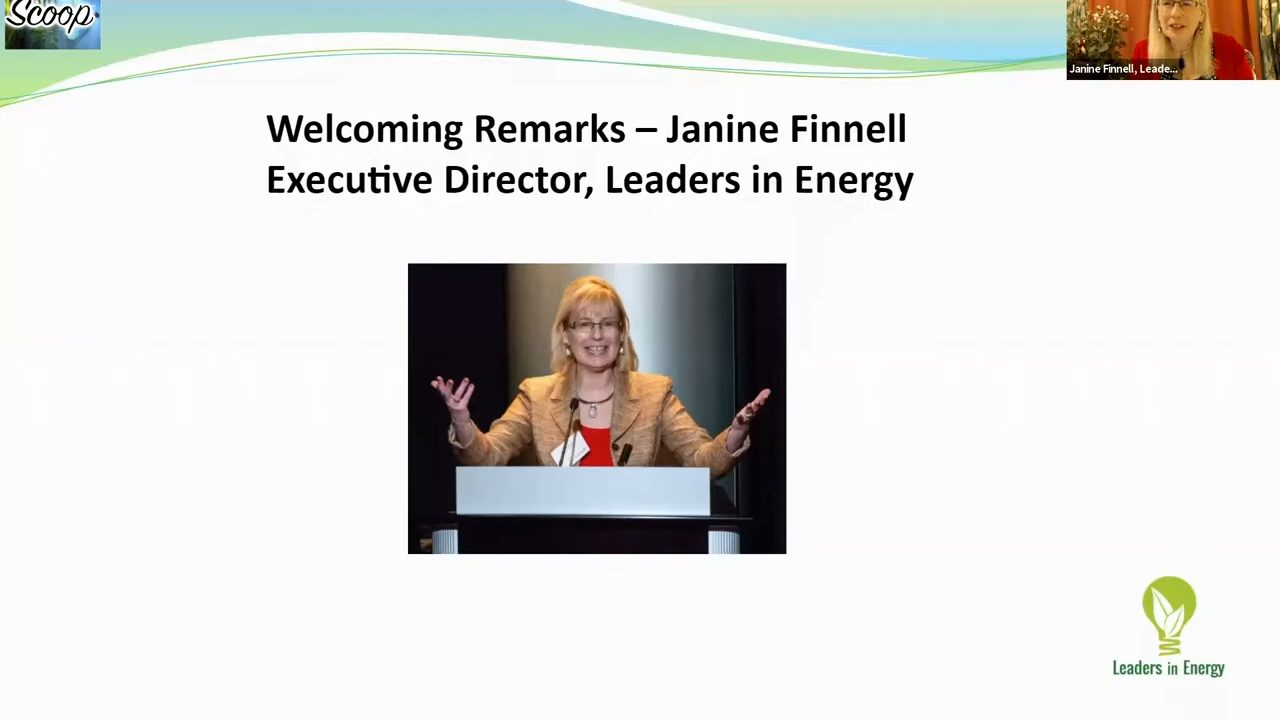 Scoop
Janine Finnell, Leade...
Welcoming Remarks – Janine Finnell
Executive Director, Leaders in Energy
Leaders in Energy